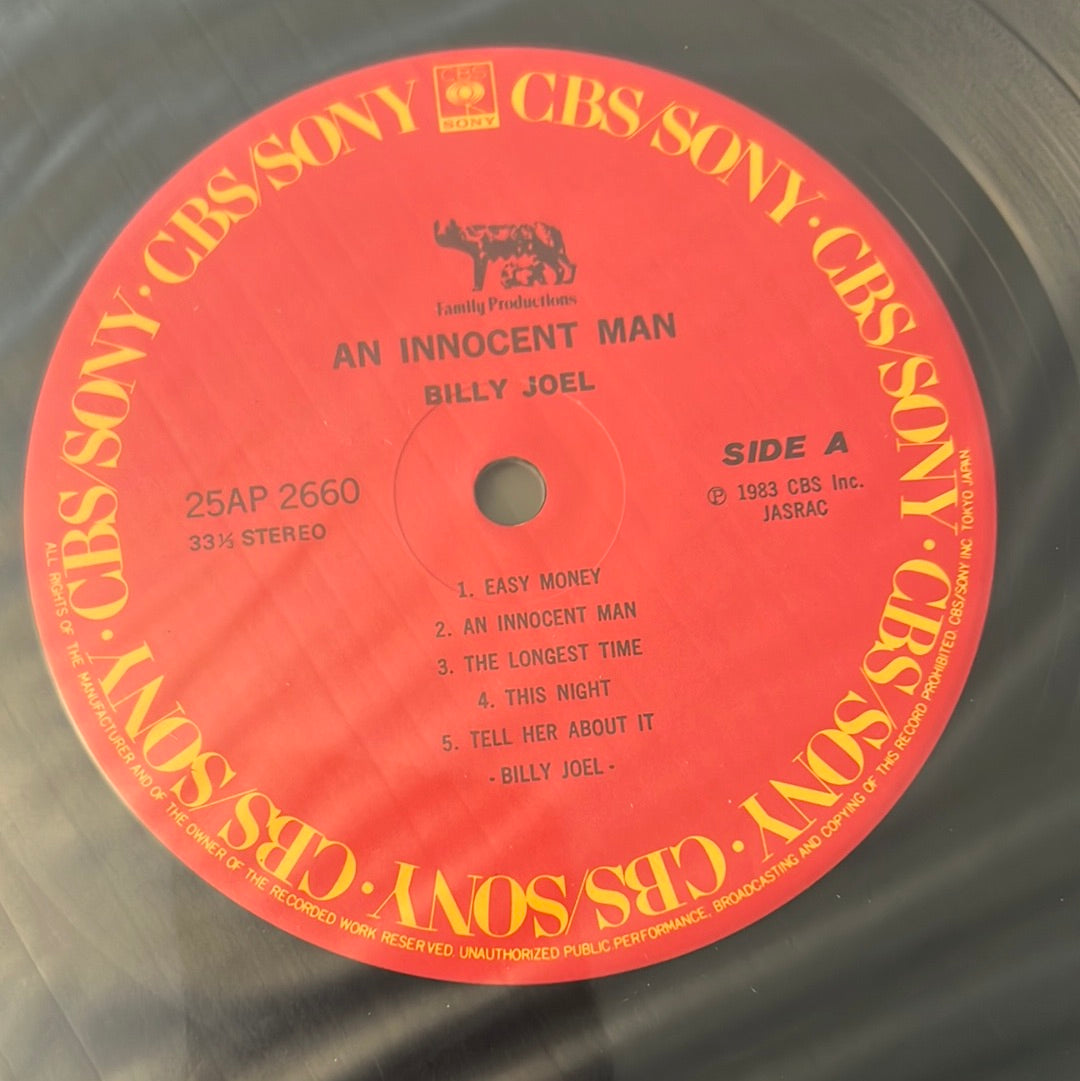 CBS
SONY
CBS/SONY · CBS/SONY · CBS/SONY · CBS/SONY · CBS/SONY · CBS/SONY · CBS/SONY · CBS/SONY
Family Productions
AN INNOCENT MAN
BILLY JOEL
SIDE A
25AP 2660
℗ 1983 CBS Inc.
33⅓ STEREO
JASRAC
1. EASY MONEY
2. AN INNOCENT MAN
3. THE LONGEST TIME
4. THIS NIGHT
5. TELL HER ABOUT IT
- BILLY JOEL -
ALL RIGHTS OF THE MANUFACTURER AND OF THE OWNER OF THE RECORDED WORK RESERVED. UNAUTHORIZED PUBLIC PERFORMANCE, BROADCASTING AND COPYING OF THIS RECORD PROHIBITED. CBS/SONY INC. TOKYO JAPAN